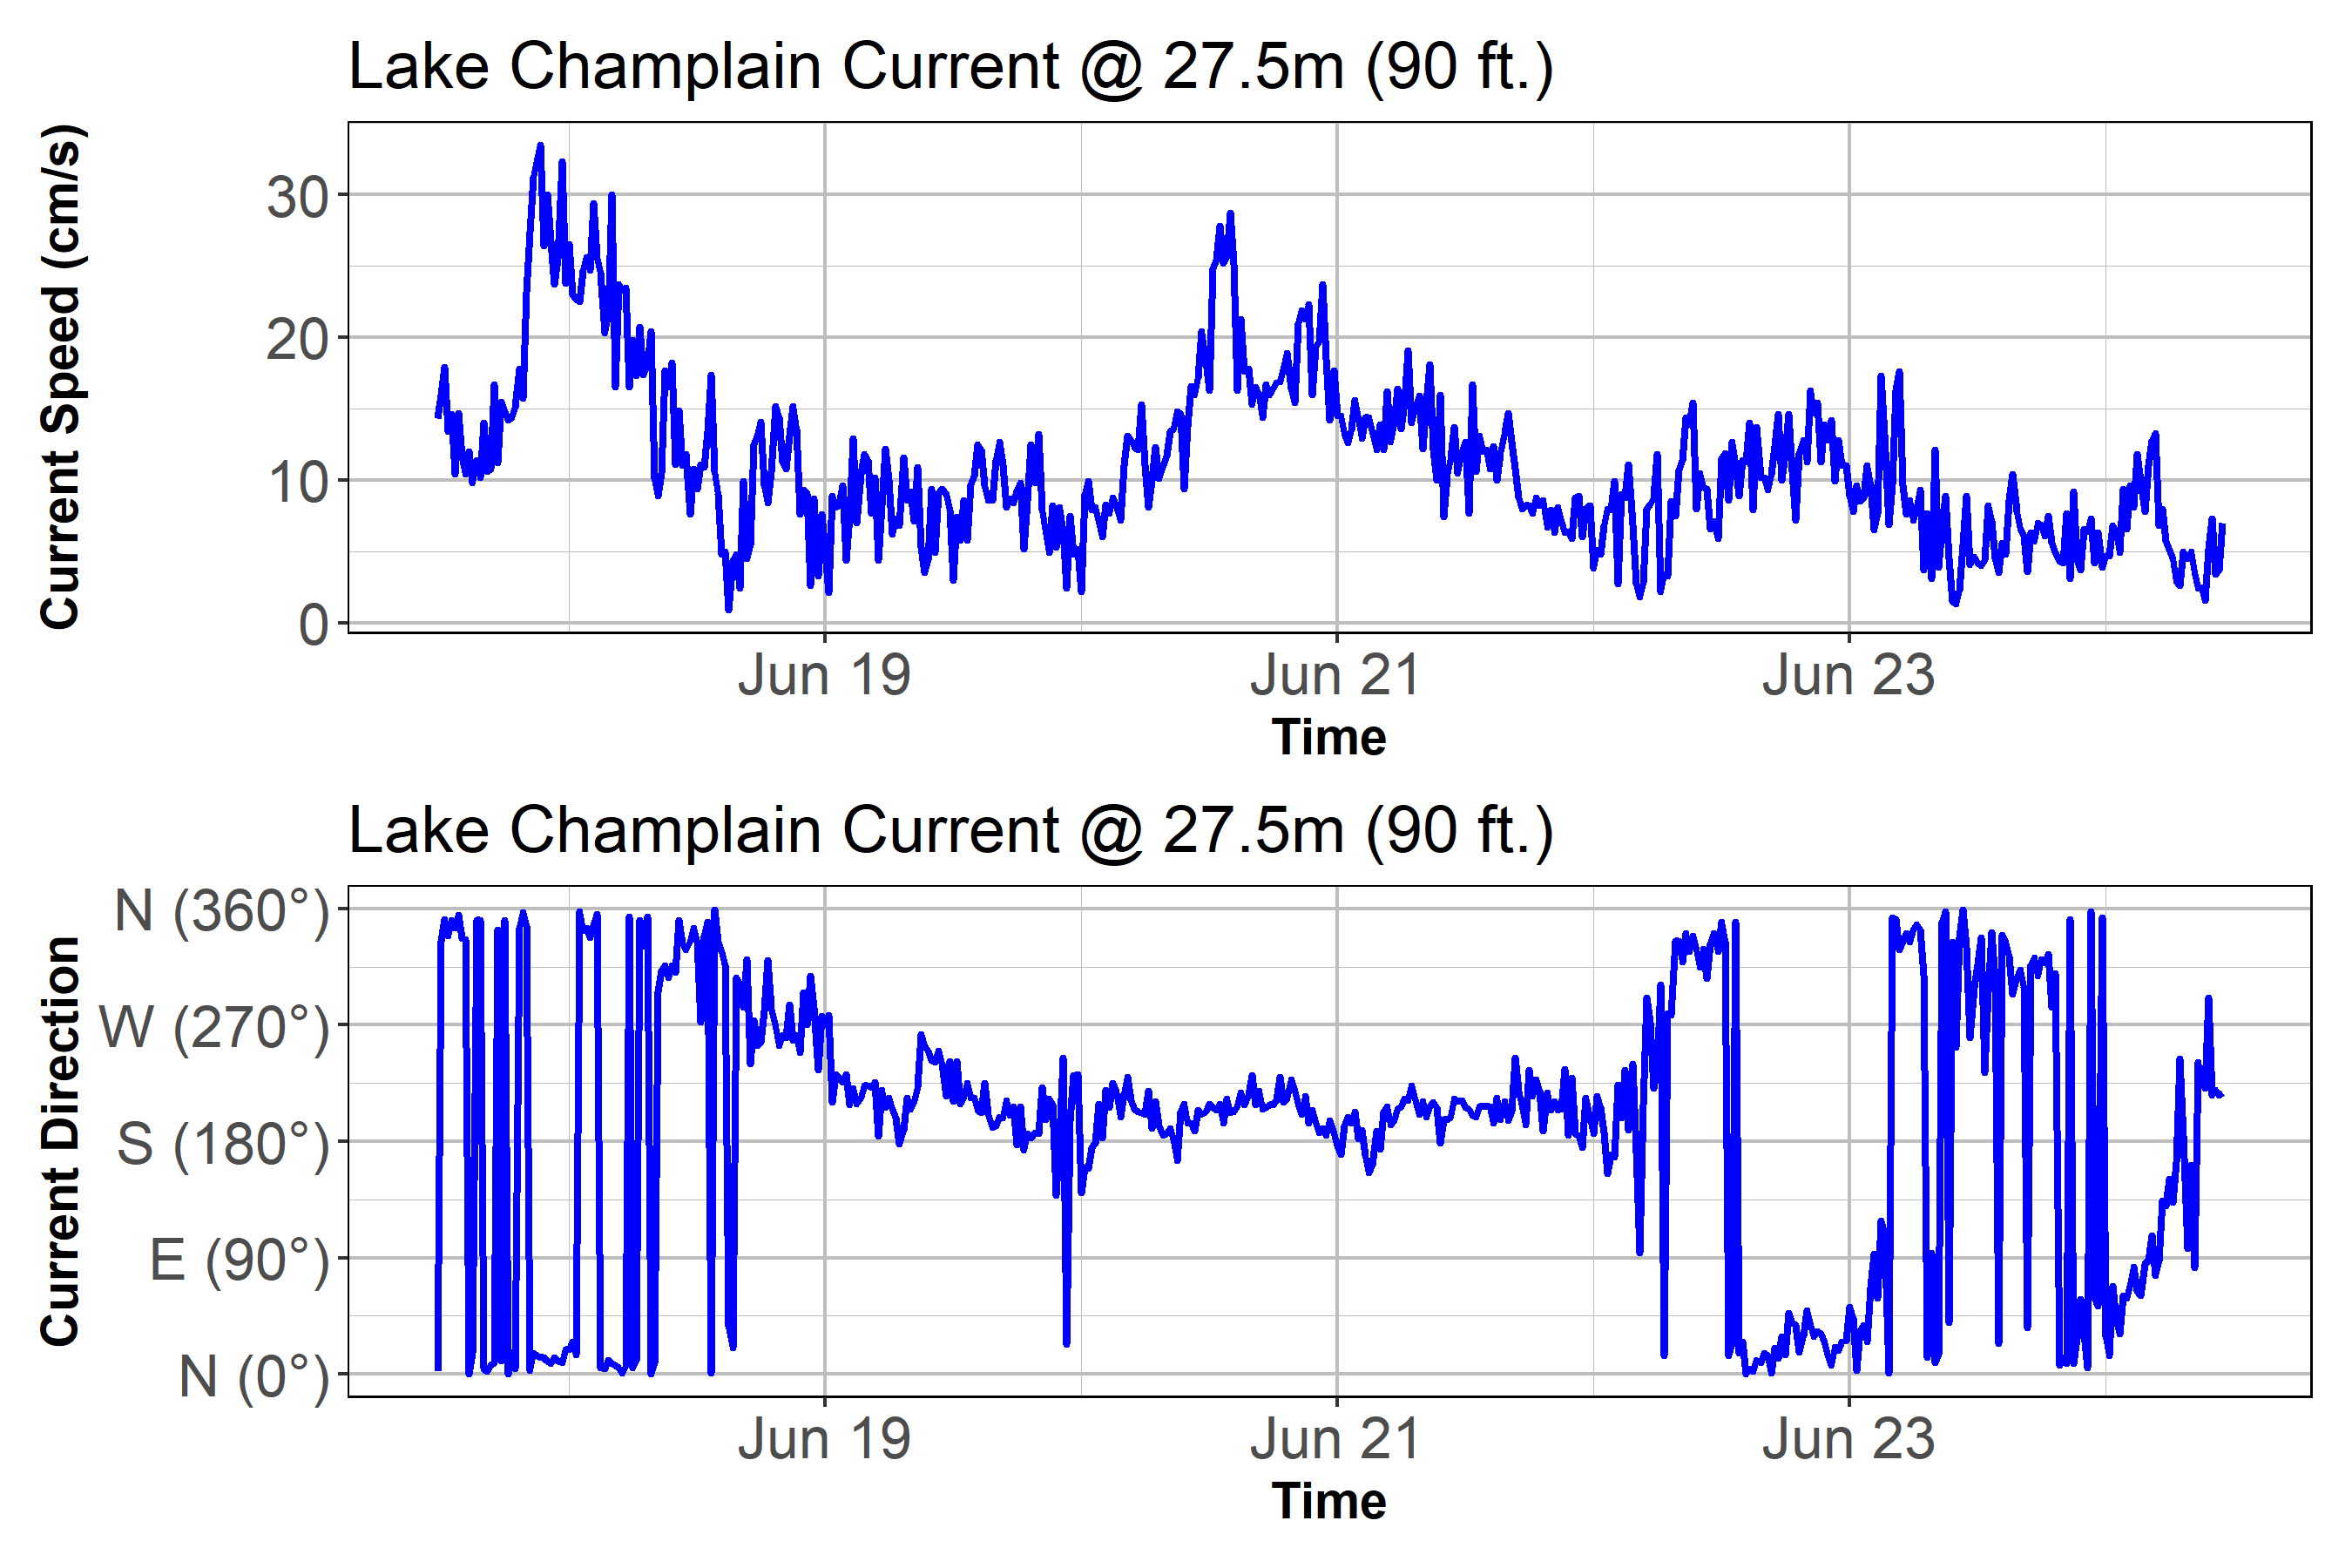 Lake Champlain Current @ 27.5m (90 ft.)
Current Speed (cm/s)
30
20
10
0
Jun 19
Jun 21
Jun 23
Time
Lake Champlain Current @ 27.5m (90 ft.)
Current Direction
N (360°)
W (270°)
S (180°)
E (90°)
N (0°)
Jun 19
Jun 21
Jun 23
Time